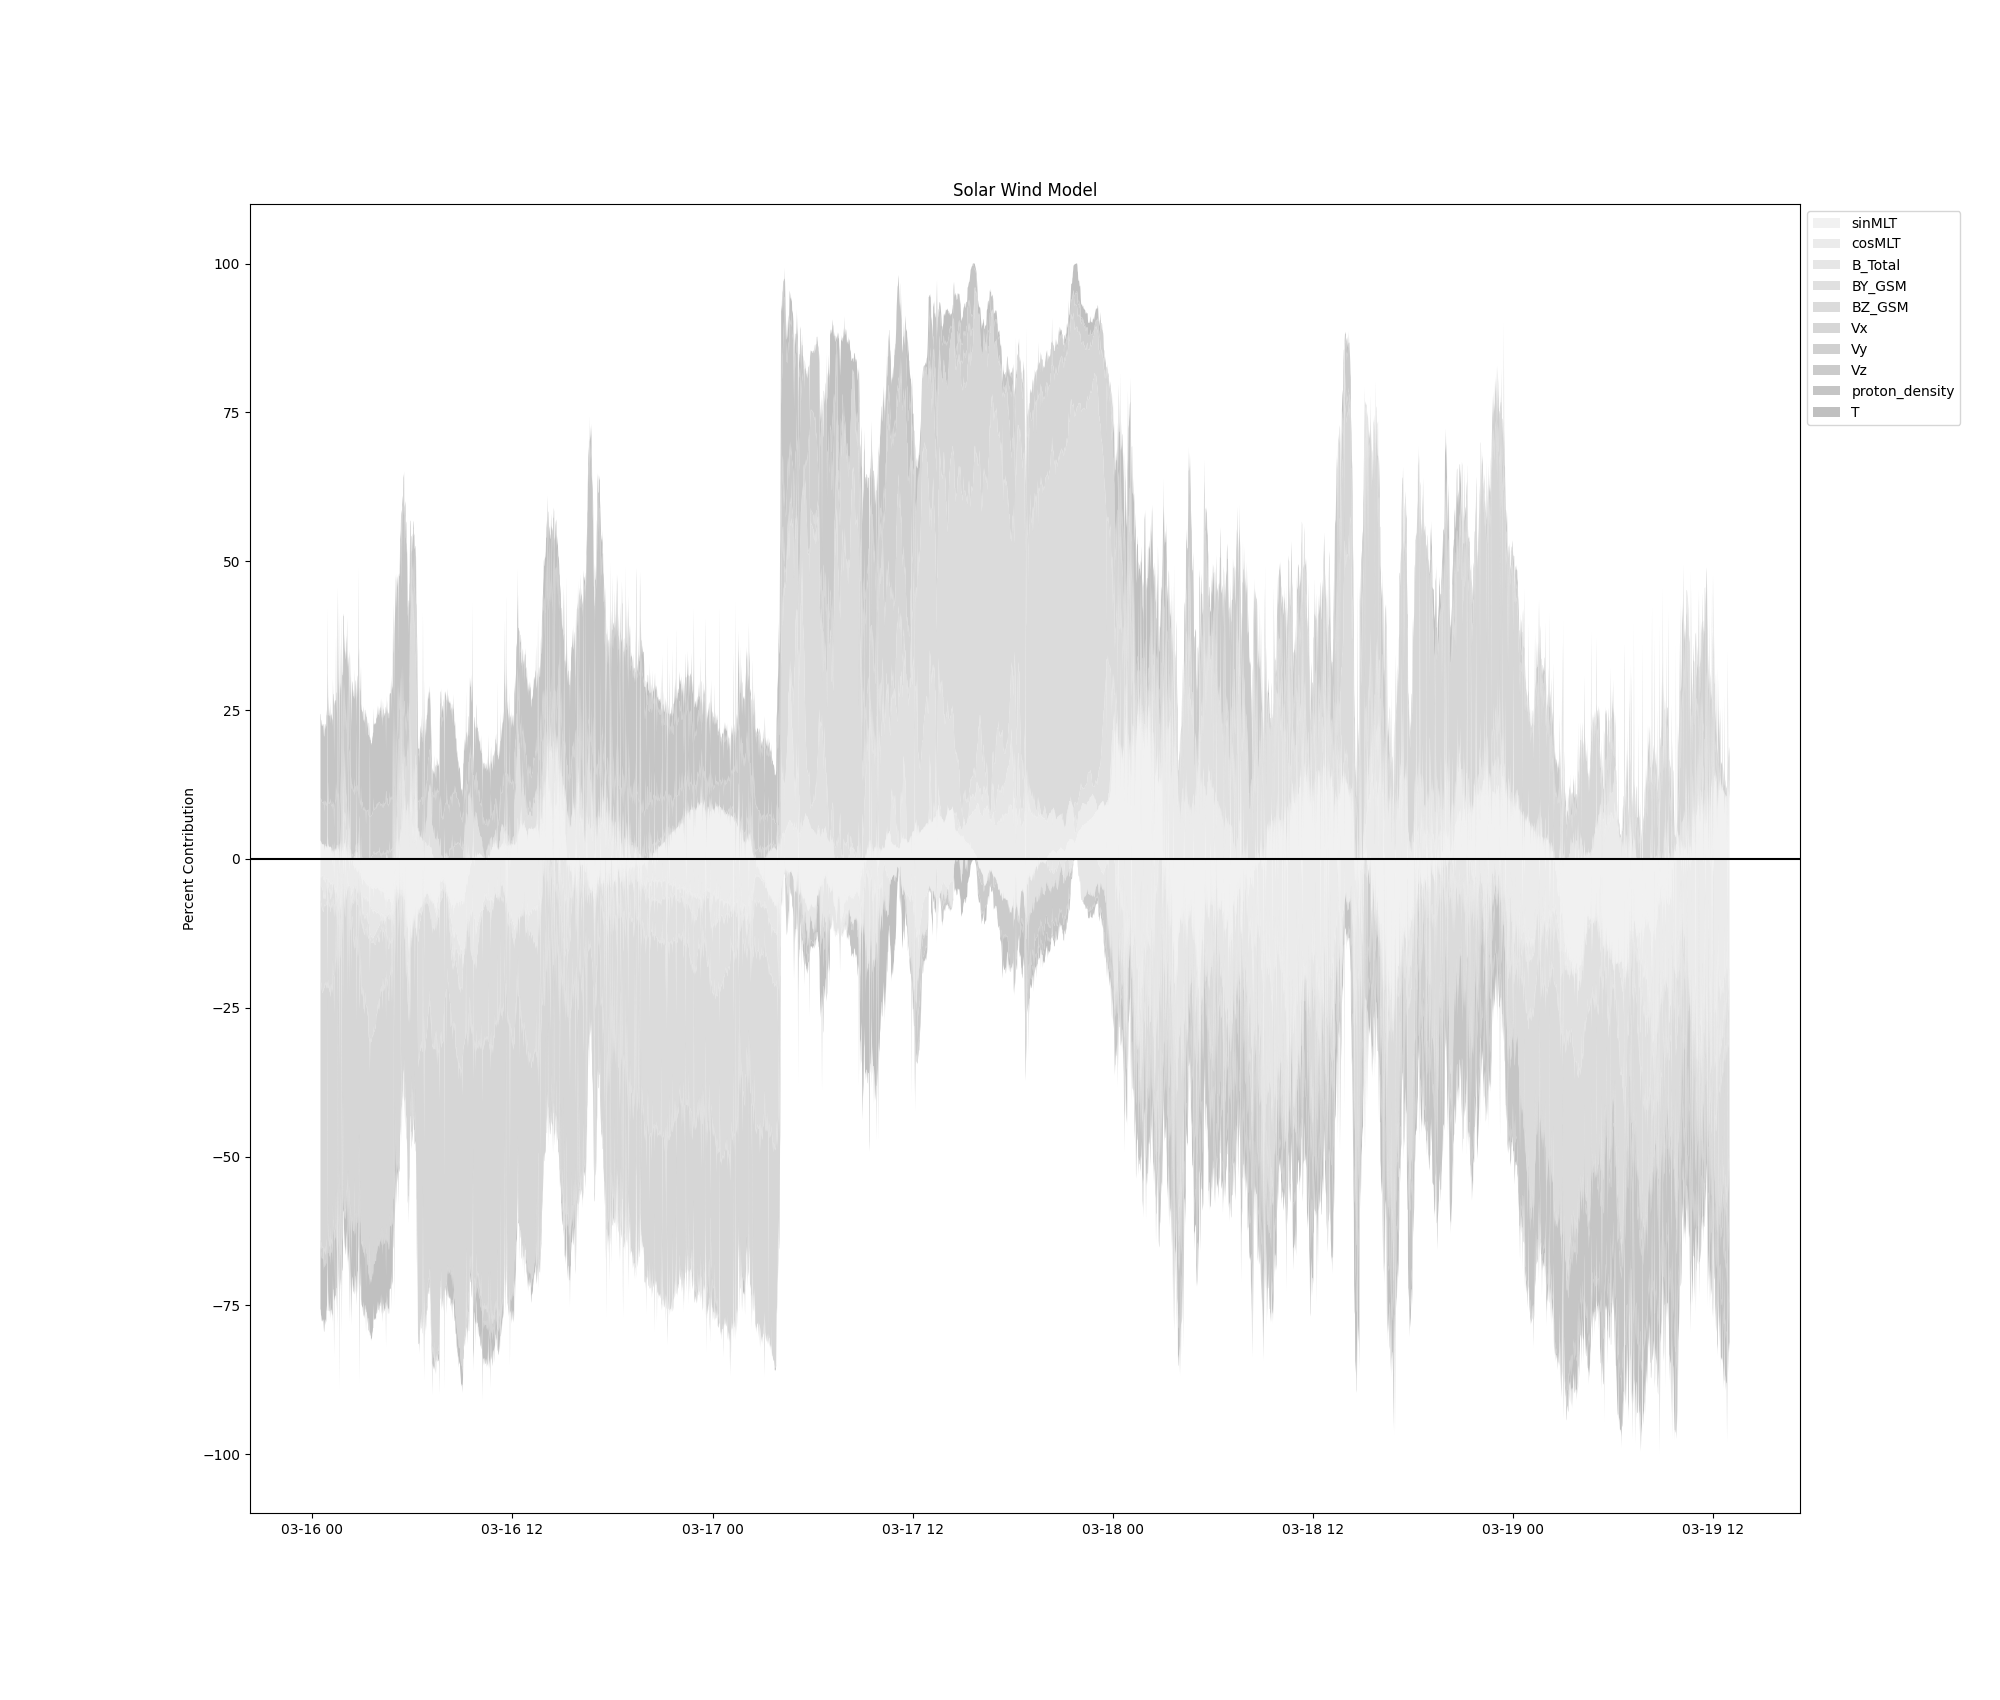 Solar Wind Model
sinMLT
cosMLT
B_Total
BY_GSM
BZ_GSM
Vx
Vy
Vz
proton_density
T
Percent Contribution
100
75
50
25
0
−25
−50
−75
−100
03-16 00
03-16 12
03-17 00
03-17 12
03-18 00
03-18 12
03-19 00
03-19 12